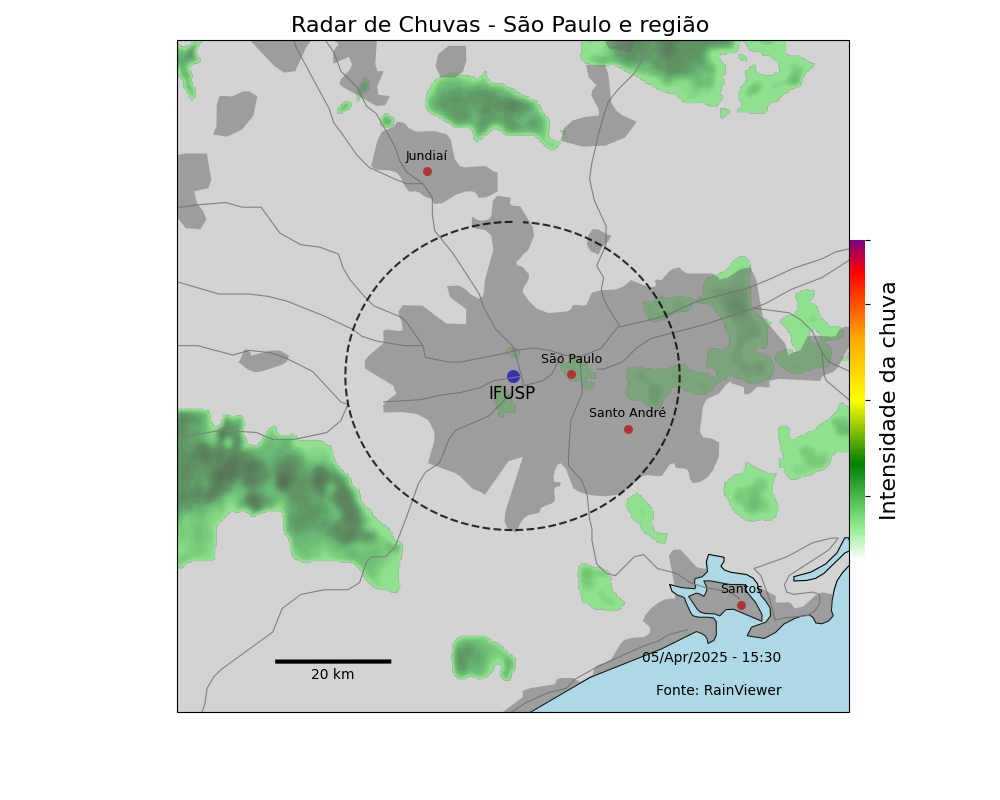 Radar de Chuvas - São Paulo e região
Jundiaí
São Paulo
IFUSP
Santo André
Intensidade da chuva
Santos
05/Apr/2025 - 15:30
20 km
Fonte: RainViewer